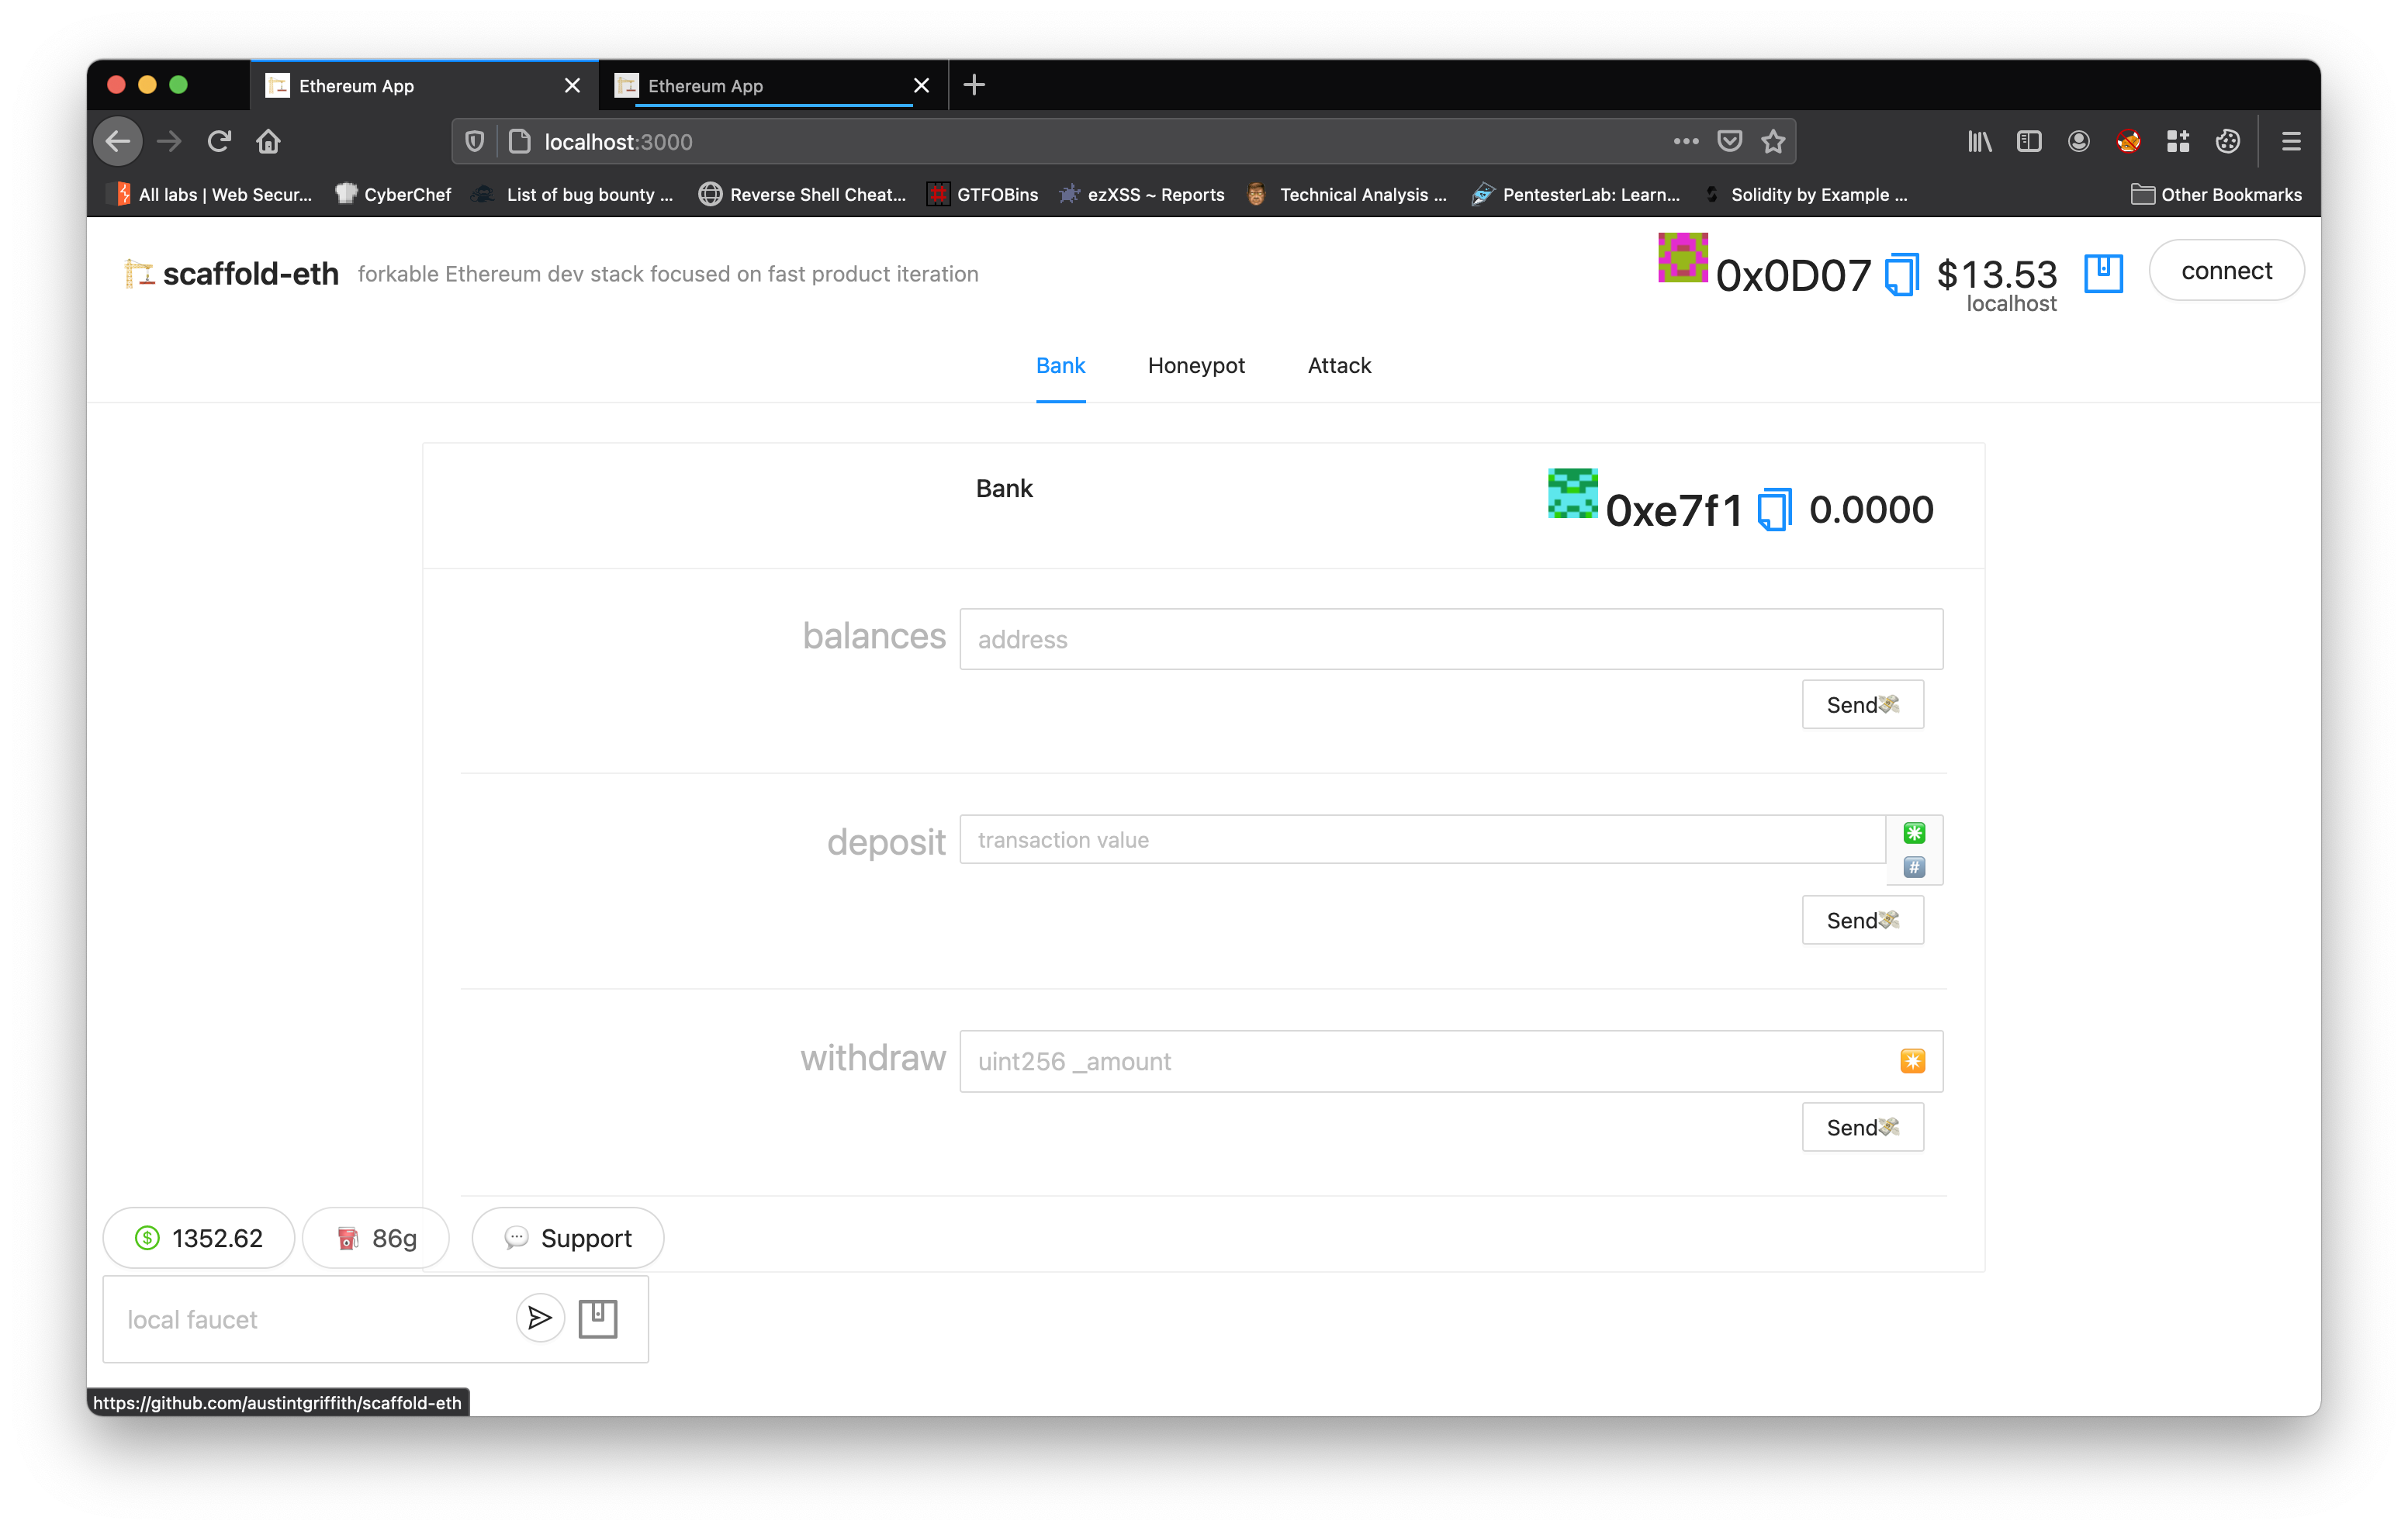 Ethereum App
Ethereum App
localhost:3000
All labs | Web Secur...
CyberChef
List of bug bounty ...
Reverse Shell Cheat...
GTFOBins
ezXSS ~ Reports
Technical Analysis ...
PentesterLab: Learn...
Solidity by Example ...
Other Bookmarks
scaffold-eth forkable Ethereum dev stack focused on fast product iteration
0x0D07 $13.53
localhost
connect
Bank Honeypot Attack
Bank
0xe7f1 0.0000
balances address
Send
deposit transaction value
#
Send
withdraw uint256 _amount
Send
$ 1352.62
86g
Support
local faucet
https://github.com/austintgriffith/scaffold-eth